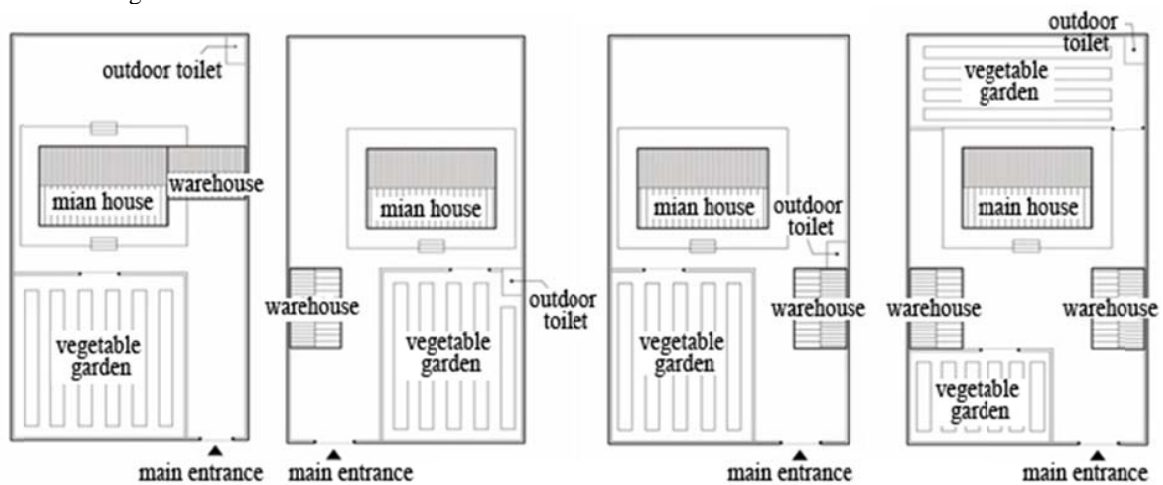 outdoor toilet
mian house
warehouse
vegetable
garden
main entrance
mian house
warehouse
outdoor
toilet
vegetable
garden
main entrance
mian house
outdoor
toilet
warehouse
vegetable
garden
main entrance
outdoor
toilet
vegetable
garden
main house
warehouse
warehouse
vegetable
garden
main entrance